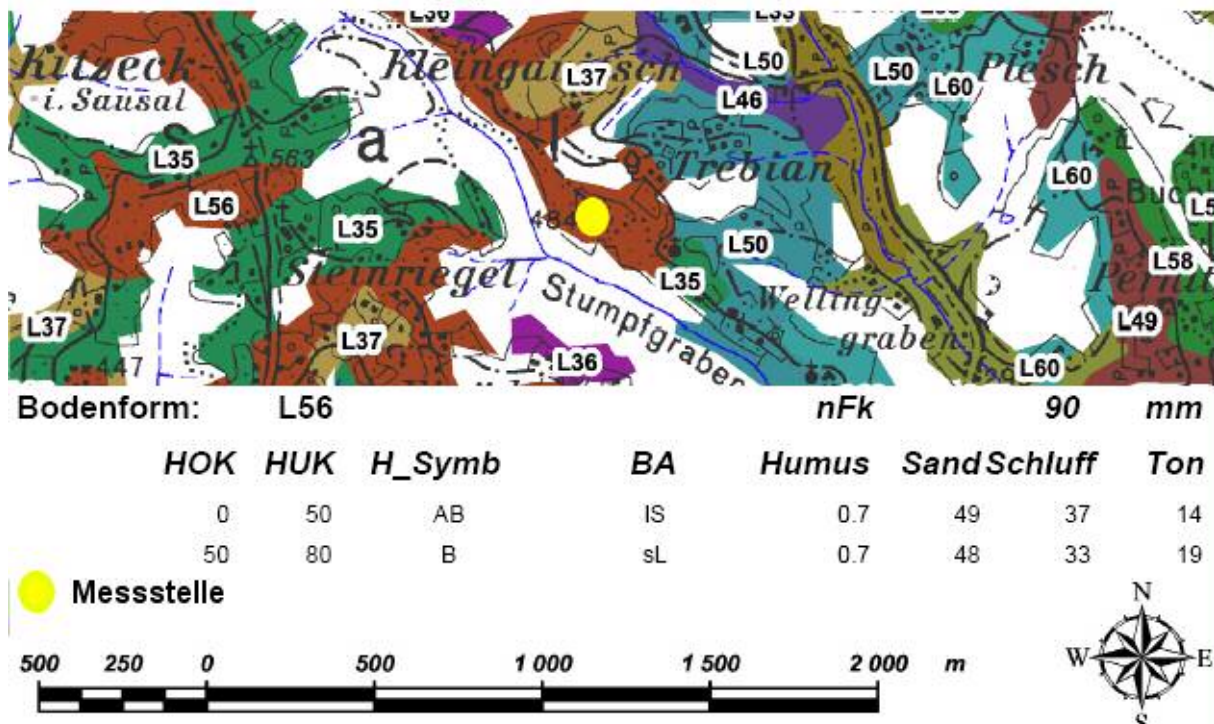 L36
L33
Kitzeck
i. Sausal
L37
L50
L46
L50
L60
Plesch
S
a
563
L35
L56
L35
Trebian
L60
484
L50
L35
L58
L49
Steinriegel
Stumpfgraben
Welling
graben
L37
L37
447
L36
L60
Bodenform: L56 nFk 90 mm
HOK HUK H_Symb BA Humus Sand Schluff Ton
0 50 AB lS 0.7 49 37 14
50 80 B sL 0.7 48 33 19
Messstelle
500 250 0 500 1 000 1 500 2 000 m
N
W E
S